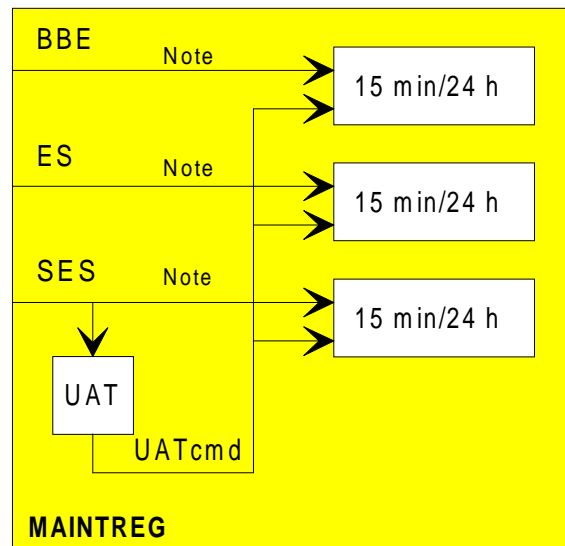 BBE
Note
15 min/24 h
ES
Note
15 min/24 h
SES
Note
15 min/24 h
UAT
UATcmd
MAINTREG